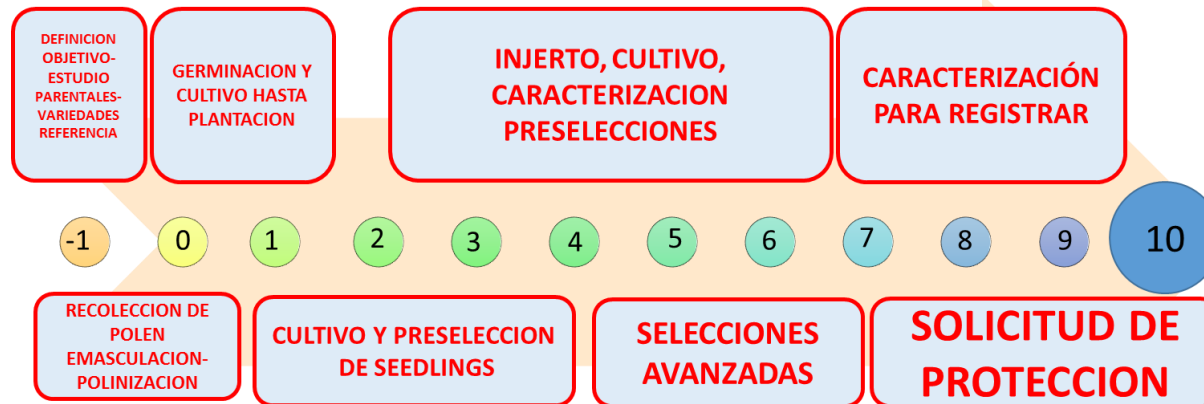 DEFINICION
OBJETIVO-
ESTUDIO
PARENTALES-
VARIEDADES
REFERENCIA
GERMINACION Y
CULTIVO HASTA
PLANTACION
INJERTO, CULTIVO,
CARACTERIZACION
PRESELECCIONES
CARACTERIZACIÓN
PARA REGISTRAR
-1
0
1
2
3
4
5
6
7
8
9
10
RECOLECCION DE
POLEN
EMASCULACION-
POLINIZACION
CULTIVO Y PRESELECCION
DE SEEDLINGS
SELECCIONES
AVANZADAS
SOLICITUD DE
PROTECCION